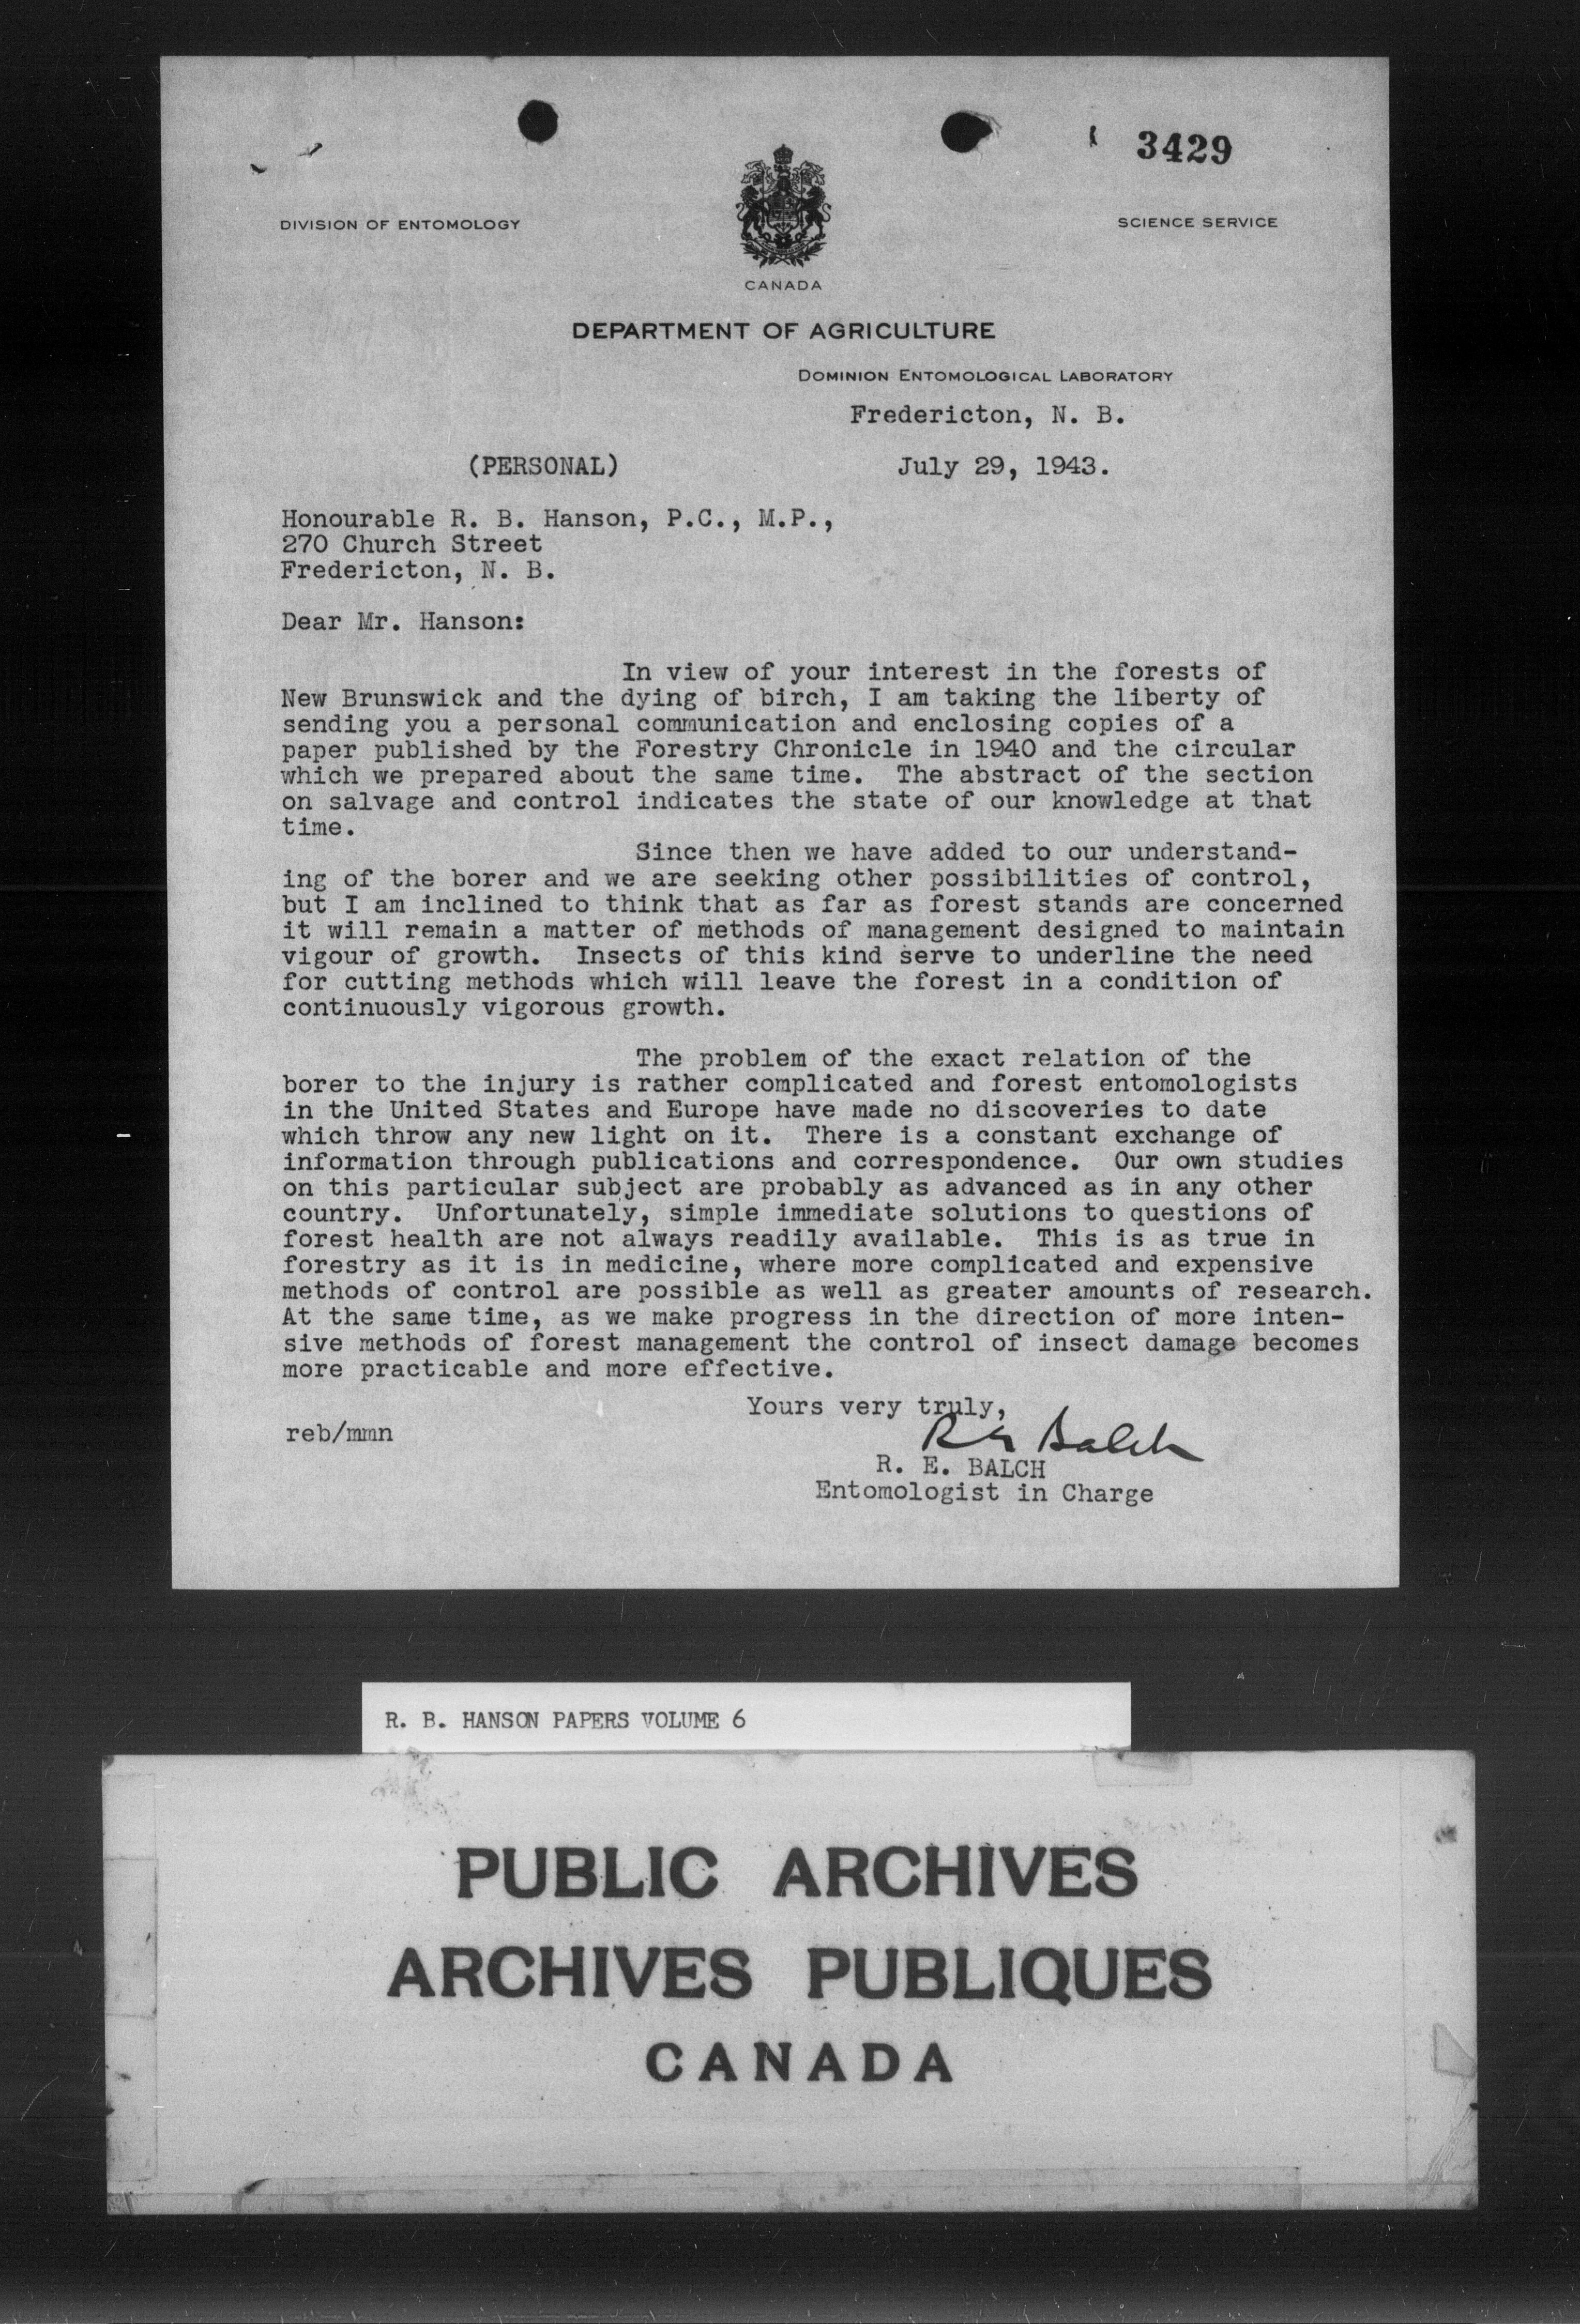 3429
DIVISION OF ENTOMOLOGY
SCIENCE SERVICE
CANADA
DEPARTMENT OF AGRICULTURE
DOMINION ENTOMOLOGICAL LABORATORY
Fredericton, N. B.
(PERSONAL)
July 29, 1943.
Honourable R. B. Hanson, P.C., M.P.,
270 Church Street
Fredericton, N. B.
Dear Mr. Hanson:
In view of your interest in the forests of
New Brunswick and the dying of birch, I am taking the liberty of
sending you a personal communication and enclosing copies of a
paper published by the Forestry Chronicle in 1940 and the circular
which we prepared about the same time. The abstract of the section
on salvage and control indicates the state of our knowledge at that
time.
Since then we have added to our understand-
ing of the borer and we are seeking other possibilities of control,
but I am inclined to think that as far as forest stands are concerned
it will remain a matter of methods of management designed to maintain
vigour of growth. Insects of this kind serve to underline the need
for cutting methods which will leave the forest in a condition of
continuously vigorous growth.
The problem of the exact relation of the
borer to the injury is rather complicated and forest entomologists
in the United States and Europe have made no discoveries to date
which throw any new light on it. There is a constant exchange of
information through publications and correspondence. Our own studies
on this particular subject are probably as advanced as in any other
country. Unfortunately, simple immediate solutions to questions of
forest health are not always readily available. This is as true in
forestry as it is in medicine, where more complicated and expensive
methods of control are possible as well as greater amounts of research.
At the same time, as we make progress in the direction of more inten-
sive methods of forest management the control of insect damage becomes
more practicable and more effective.
Yours very truly,
reb/mmn
R E Balch
R. E. BALCH
Entomologist in Charge
R. B. HANSON PAPERS VOLUME 6
PUBLIC ARCHIVES
ARCHIVES PUBLIQUES
CANADA